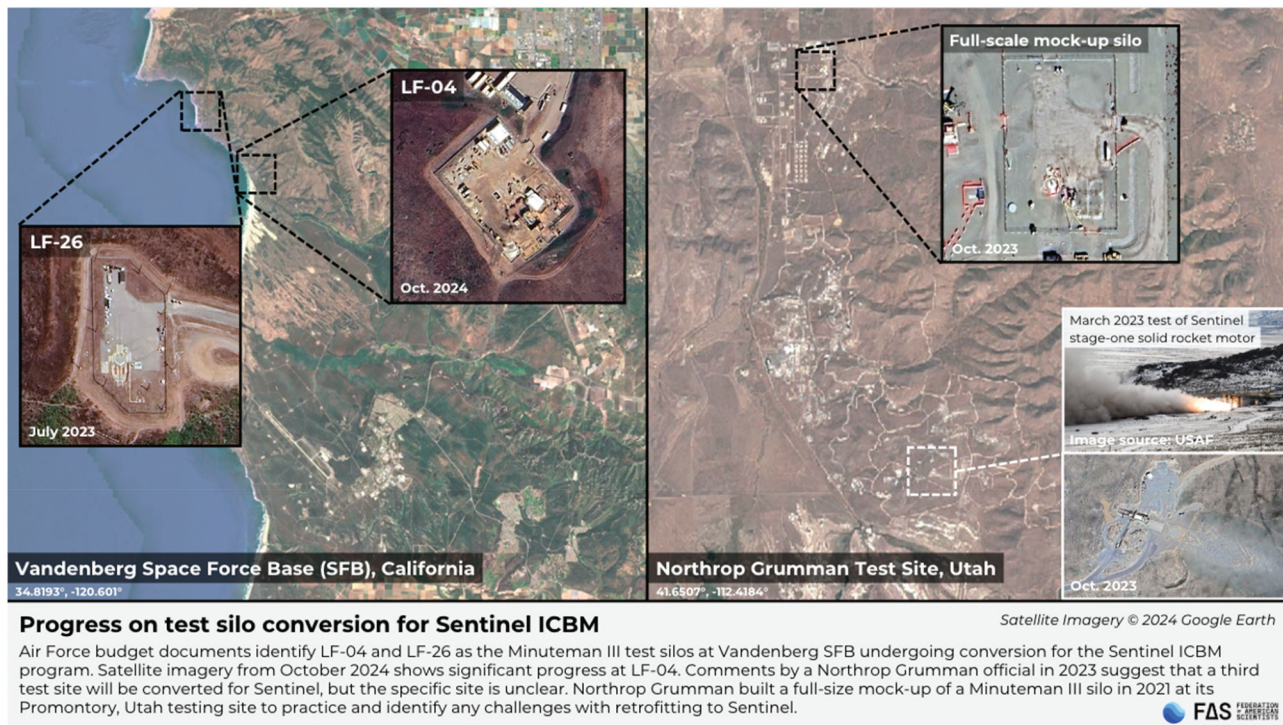 LF-04
Oct. 2024
LF-26
July 2023
Vandenberg Space Force Base (SFB), California
34.8193°, -120.601°
Full-scale mock-up silo
Oct. 2023
March 2023 test of Sentinel
stage-one solid rocket motor
Image source: USAF
Oct. 2023
Northrop Grumman Test Site, Utah
41.6507°, -112.4184°
Progress on test silo conversion for Sentinel ICBM
Satellite Imagery © 2024 Google Earth
Air Force budget documents identify LF-04 and LF-26 as the Minuteman III test silos at Vandenberg SFB undergoing conversion for the Sentinel ICBM
program. Satellite imagery from October 2024 shows significant progress at LF-04. Comments by a Northrop Grumman official in 2023 suggest that a third
test site will be converted for Sentinel, but the specific site is unclear. Northrop Grumman built a full-size mock-up of a Minuteman III silo in 2021 at its
Promontory, Utah testing site to practice and identify any challenges with retrofitting to Sentinel.
FAS
FEDERATION
OF AMERICAN
SCIENTISTS